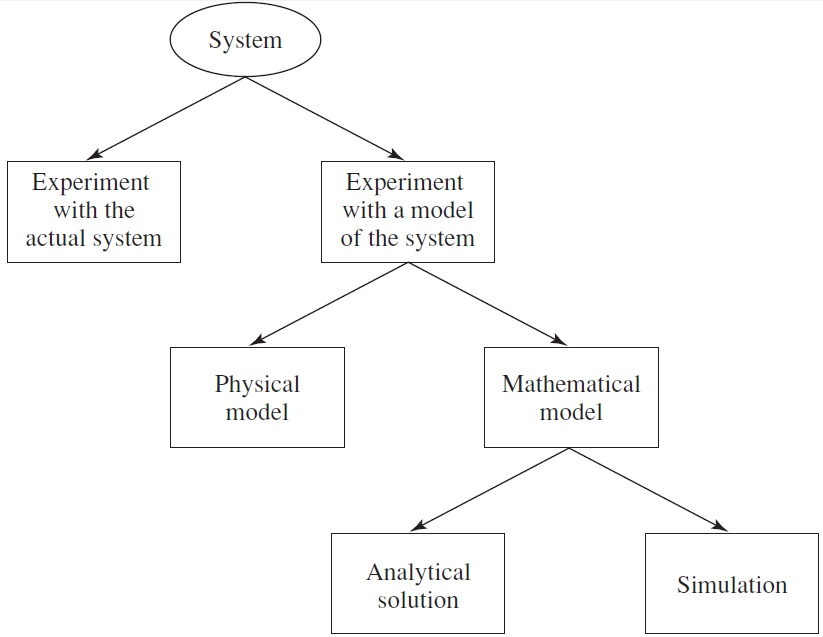 System
Experiment
with the
actual system
Experiment
with a model
of the system
Physical
model
Mathematical
model
Analytical
solution
Simulation